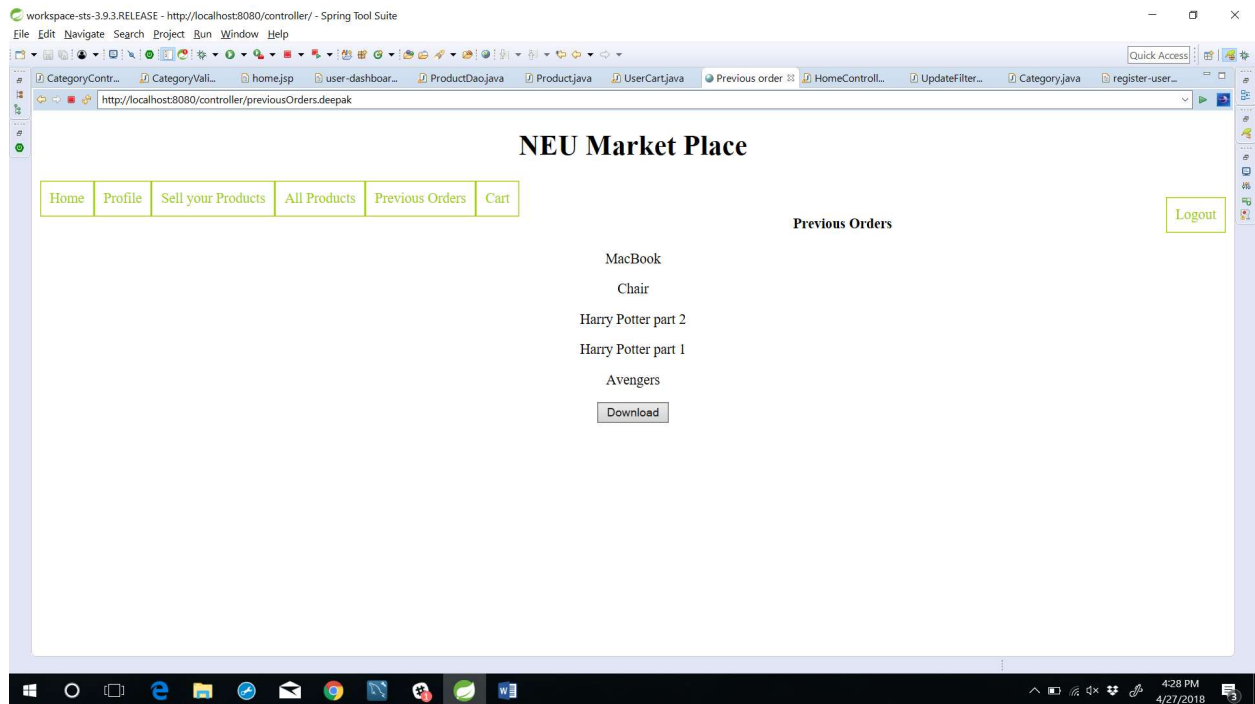 workspace-sts-3.9.3.RELEASE - http://localhost:8080/controller/ - Spring Tool Suite
File Edit Navigate Search Project Run Window Help
Quick Access
CategoryContr... CategoryVali... home.jsp user-dashboar... ProductDao.java Product.java UserCart.java Previous order HomeControll... UpdateFilter... Category.java register-user...
http://localhost:8080/controller/previousOrders.deepak
NEU Market Place
Home Profile Sell your Products All Products Previous Orders Cart
Logout
Previous Orders
MacBook
Chair
Harry Potter part 2
Harry Potter part 1
Avengers
Download
4:28 PM
4/27/2018